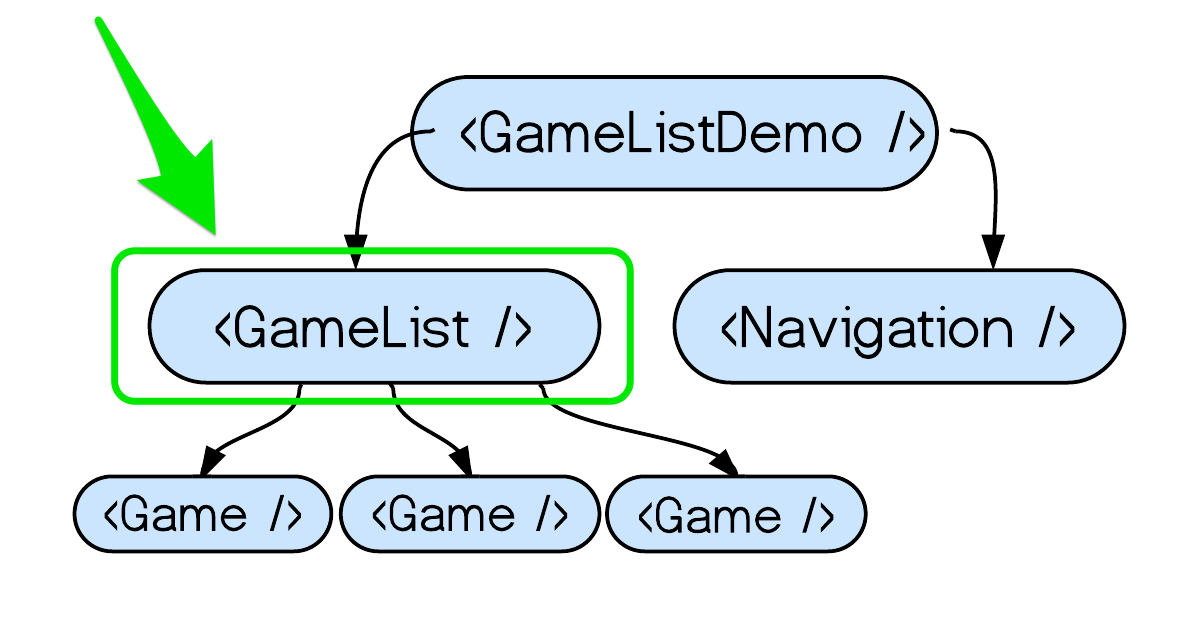 <GameListDemo />
<GameList />
<Navigation />
<Game />
<Game />
<Game />